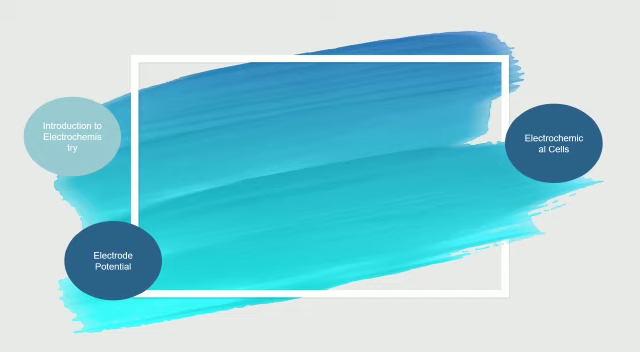 Introduction to
Electrochemis
try
Electrochemic
al Cells
Electrode
Potential